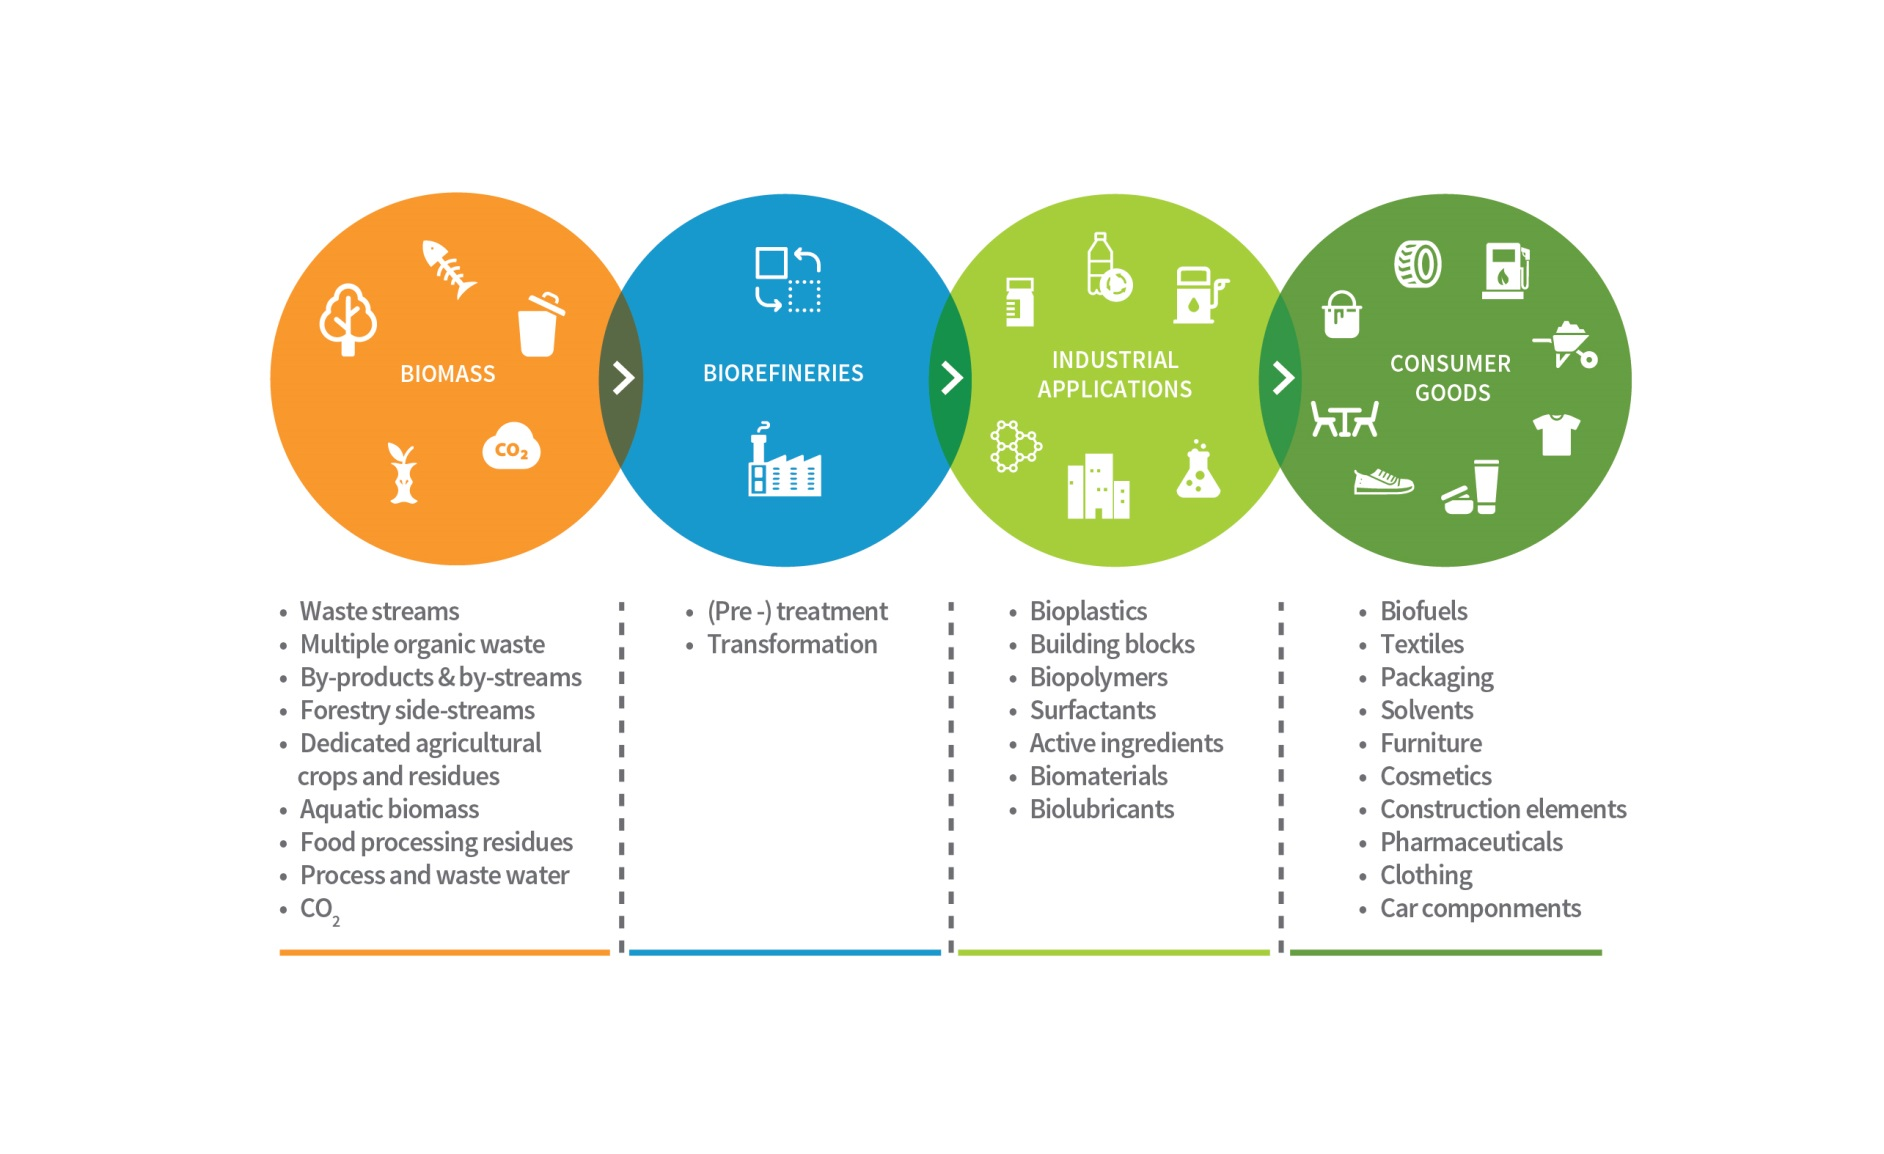 BIOMASS
CO₂
BIOREFINERIES
INDUSTRIAL
APPLICATIONS
CONSUMER
GOODS
• Waste streams
• Multiple organic waste
• By-products & by-streams
• Forestry side-streams
• Dedicated agricultural
crops and residues
• Aquatic biomass
• Food processing residues
• Process and waste water
• CO₂
• (Pre -) treatment
• Transformation
• Bioplastics
• Building blocks
• Biopolymers
• Surfactants
• Active ingredients
• Biomaterials
• Biolubricants
• Biofuels
• Textiles
• Packaging
• Solvents
• Furniture
• Cosmetics
• Construction elements
• Pharmaceuticals
• Clothing
• Car componments